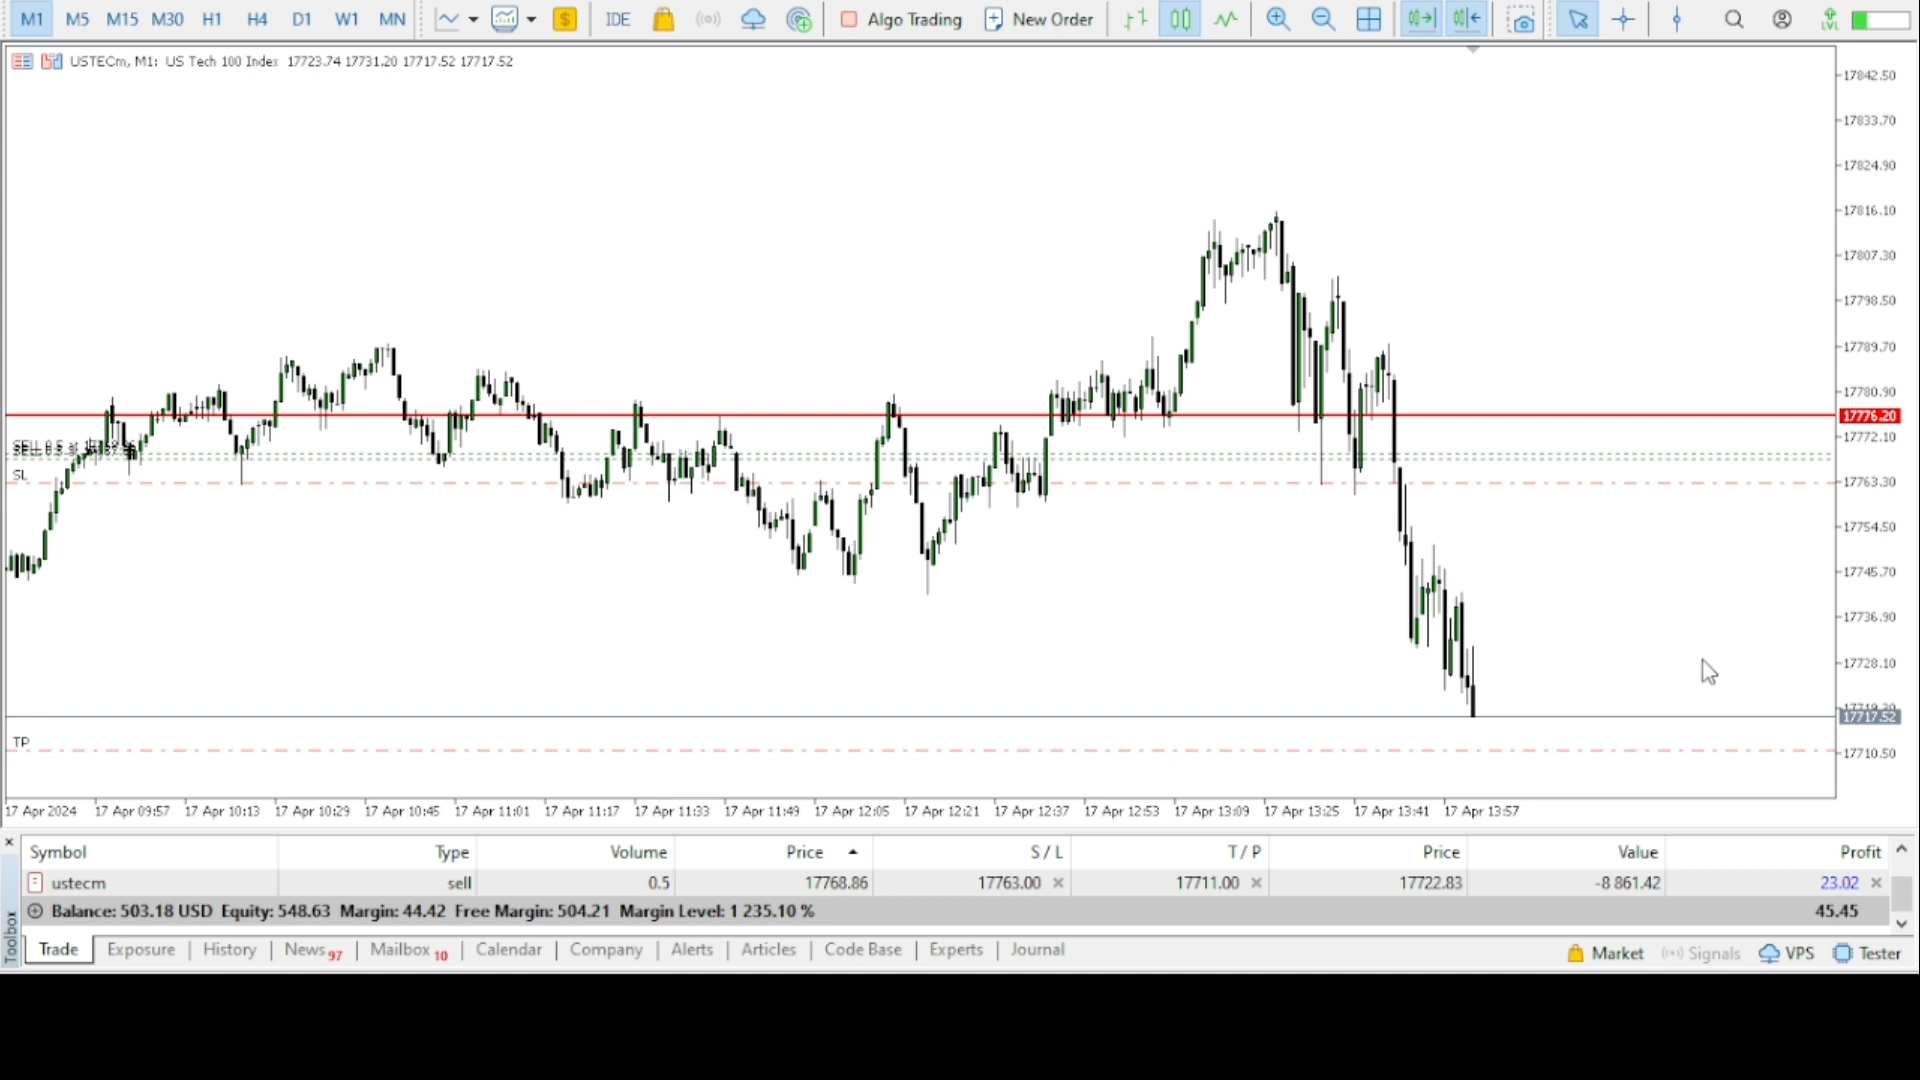 M1 M5 M15 M30 H1 H4 D1 W1 MN IDE Algo Trading New Order LVL
USTECm, M1: US Tech 100 Index 17723.74 17731.20 17717.52 17717.52
17842.50
17833.70
17824.90
17816.10
17807.30
17798.50
17789.70
17780.90
17776.20
17772.10
SELL 0.5 at
SL
17763.30
17754.50
17745.70
17736.90
17728.10
17717.52
TP
17710.50
17 Apr 2024 17 Apr 09:57 17 Apr 10:13 17 Apr 10:29 17 Apr 10:45 17 Apr 11:01 17 Apr 11:17 17 Apr 11:33 17 Apr 11:49 17 Apr 12:05 17 Apr 12:21 17 Apr 12:37 17 Apr 12:53 17 Apr 13:09 17 Apr 13:25 17 Apr 13:41 17 Apr 13:57
Symbol Type Volume Price S / L T / P Price Value Profit
ustecm sell 0.5 17768.86 17763.00 17711.00 17722.83 -8 861.42 23.02
Balance: 503.18 USD Equity: 548.63 Margin: 44.42 Free Margin: 504.21 Margin Level: 1 235.10 % 45.45
Toolbox
Trade Exposure History News 97 Mailbox 10 Calendar Company Alerts Articles Code Base Experts Journal Market Signals VPS Tester